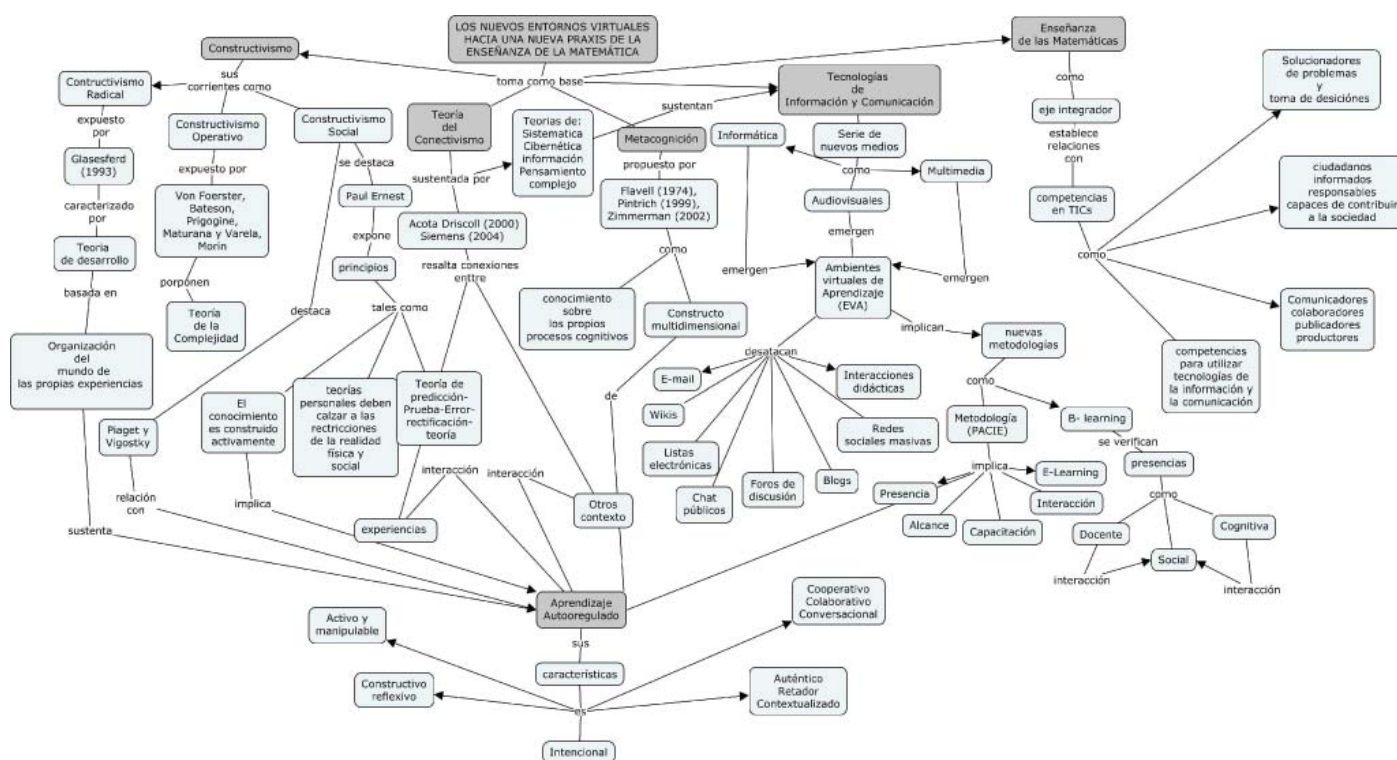 LOS NUEVOS ENTORNOS VIRTUALES
HACIA UNA NUEVA PRAXIS DE LA
ENSEÑANZA DE LA MATEMÁTICA
toma como base
Constructivismo
sus
corrientes como
Contructivismo
Radical
expuesto
por
Glasesferd
(1993)
caracterizado
por
Teoria
de desarrollo
basada en
Organización
del
mundo de
las propias experiencias
sustenta
Constructivismo
Operativo
expuesto por
Von Foerster,
Bateson,
Prigogine,
Maturana y Varela,
Morin
porponen
Teoría
de la
Complejidad
Constructivismo
Social
se destaca
Paul Ernest
expone
principios
tales como
destaca
Piaget y
Vigostky
relación
con
El
conocimiento
es construido
activamente
implica
teorías
personales deben
calzar a las
rectricciones
de la realidad
física y
social
Teoría de
predicción-
Prueba-Error-
rectificación-
teoría
interacción
experiencias
Teoría
del
Conectivismo
sustentada por
Acota Driscoll (2000)
Siemens (2004)
resalta conexiones
enttre
interacción
Otros
contexto
Teorias de:
Sistematica
Cibernética
información
Pensamiento
complejo
sustentan
Metacognición
propuesto por
Flavell (1974),
Pintrich (1999),
Zimmerman (2002)
como
conocimiento
sobre
los propios
procesos cognitivos
Constructo
multidimensional
de
Tecnologías
de
Información y Comunicación
Serie de
nuevos medios
como
Informática
Multimedia
Audiovisuales
emergen
emergen
emergen
Ambientes
virtuales de
Aprendizaje
(EVA)
desatacan
E-mail
Wikis
Listas
electrónicas
Chat
públicos
Foros de
discusión
Blogs
Redes
sociales masivas
Interacciones
didácticas
implican
nuevas
metodologías
como
Metodología
(PACIE)
implica
Presencia
Alcance
Capacitación
Interacción
E-Learning
B- learning
se verifican
presencias
como
Docente
Social
Cognitiva
interacción
interacción
Enseñanza
de las Matemáticas
como
eje integrador
establece
relaciones
con
competencias
en TICs
como
Solucionadores
de problemas
y
toma de desiciónes
ciudadanos
informados
responsables
capaces de contribuir
a la sociedad
Comunicadores
colaboradores
publicadores
productores
competencias
para utilizar
tecnologías de
la información y
la comunicación
Aprendizaje
Autooregulado
sus
características
es
Activo y
manipulable
Constructivo
reflexivo
Intencional
Auténtico
Retador
Contextualizado
Cooperativo
Colaborativo
Conversacional